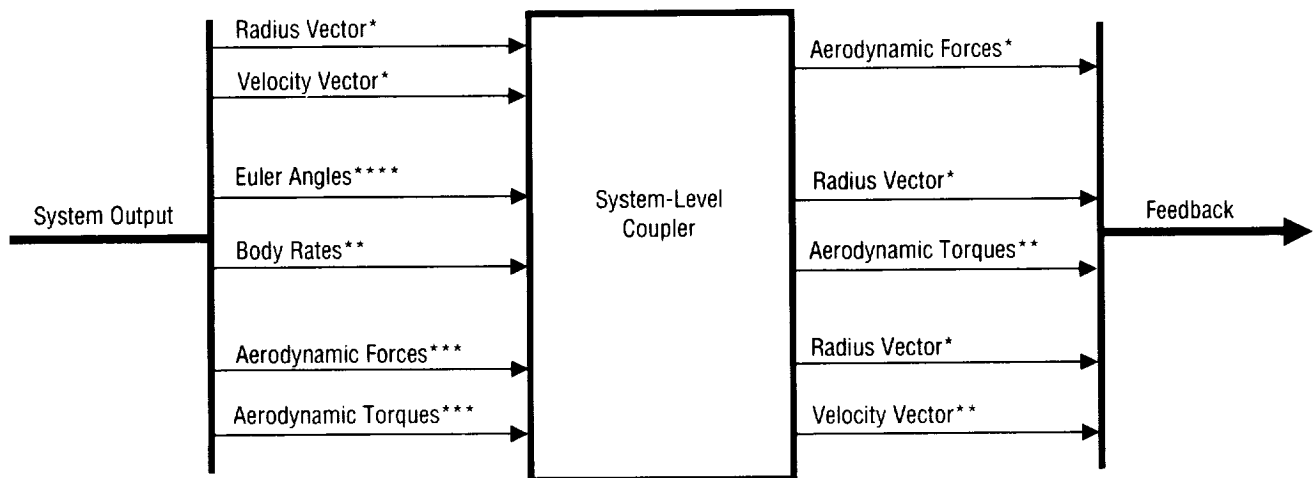 Radius Vector*
Velocity Vector*
Euler Angles****
Body Rates**
Aerodynamic Forces***
Aerodynamic Torques***
System Output
System-Level
Coupler
Aerodynamic Forces*
Radius Vector*
Aerodynamic Torques**
Radius Vector*
Velocity Vector**
Feedback